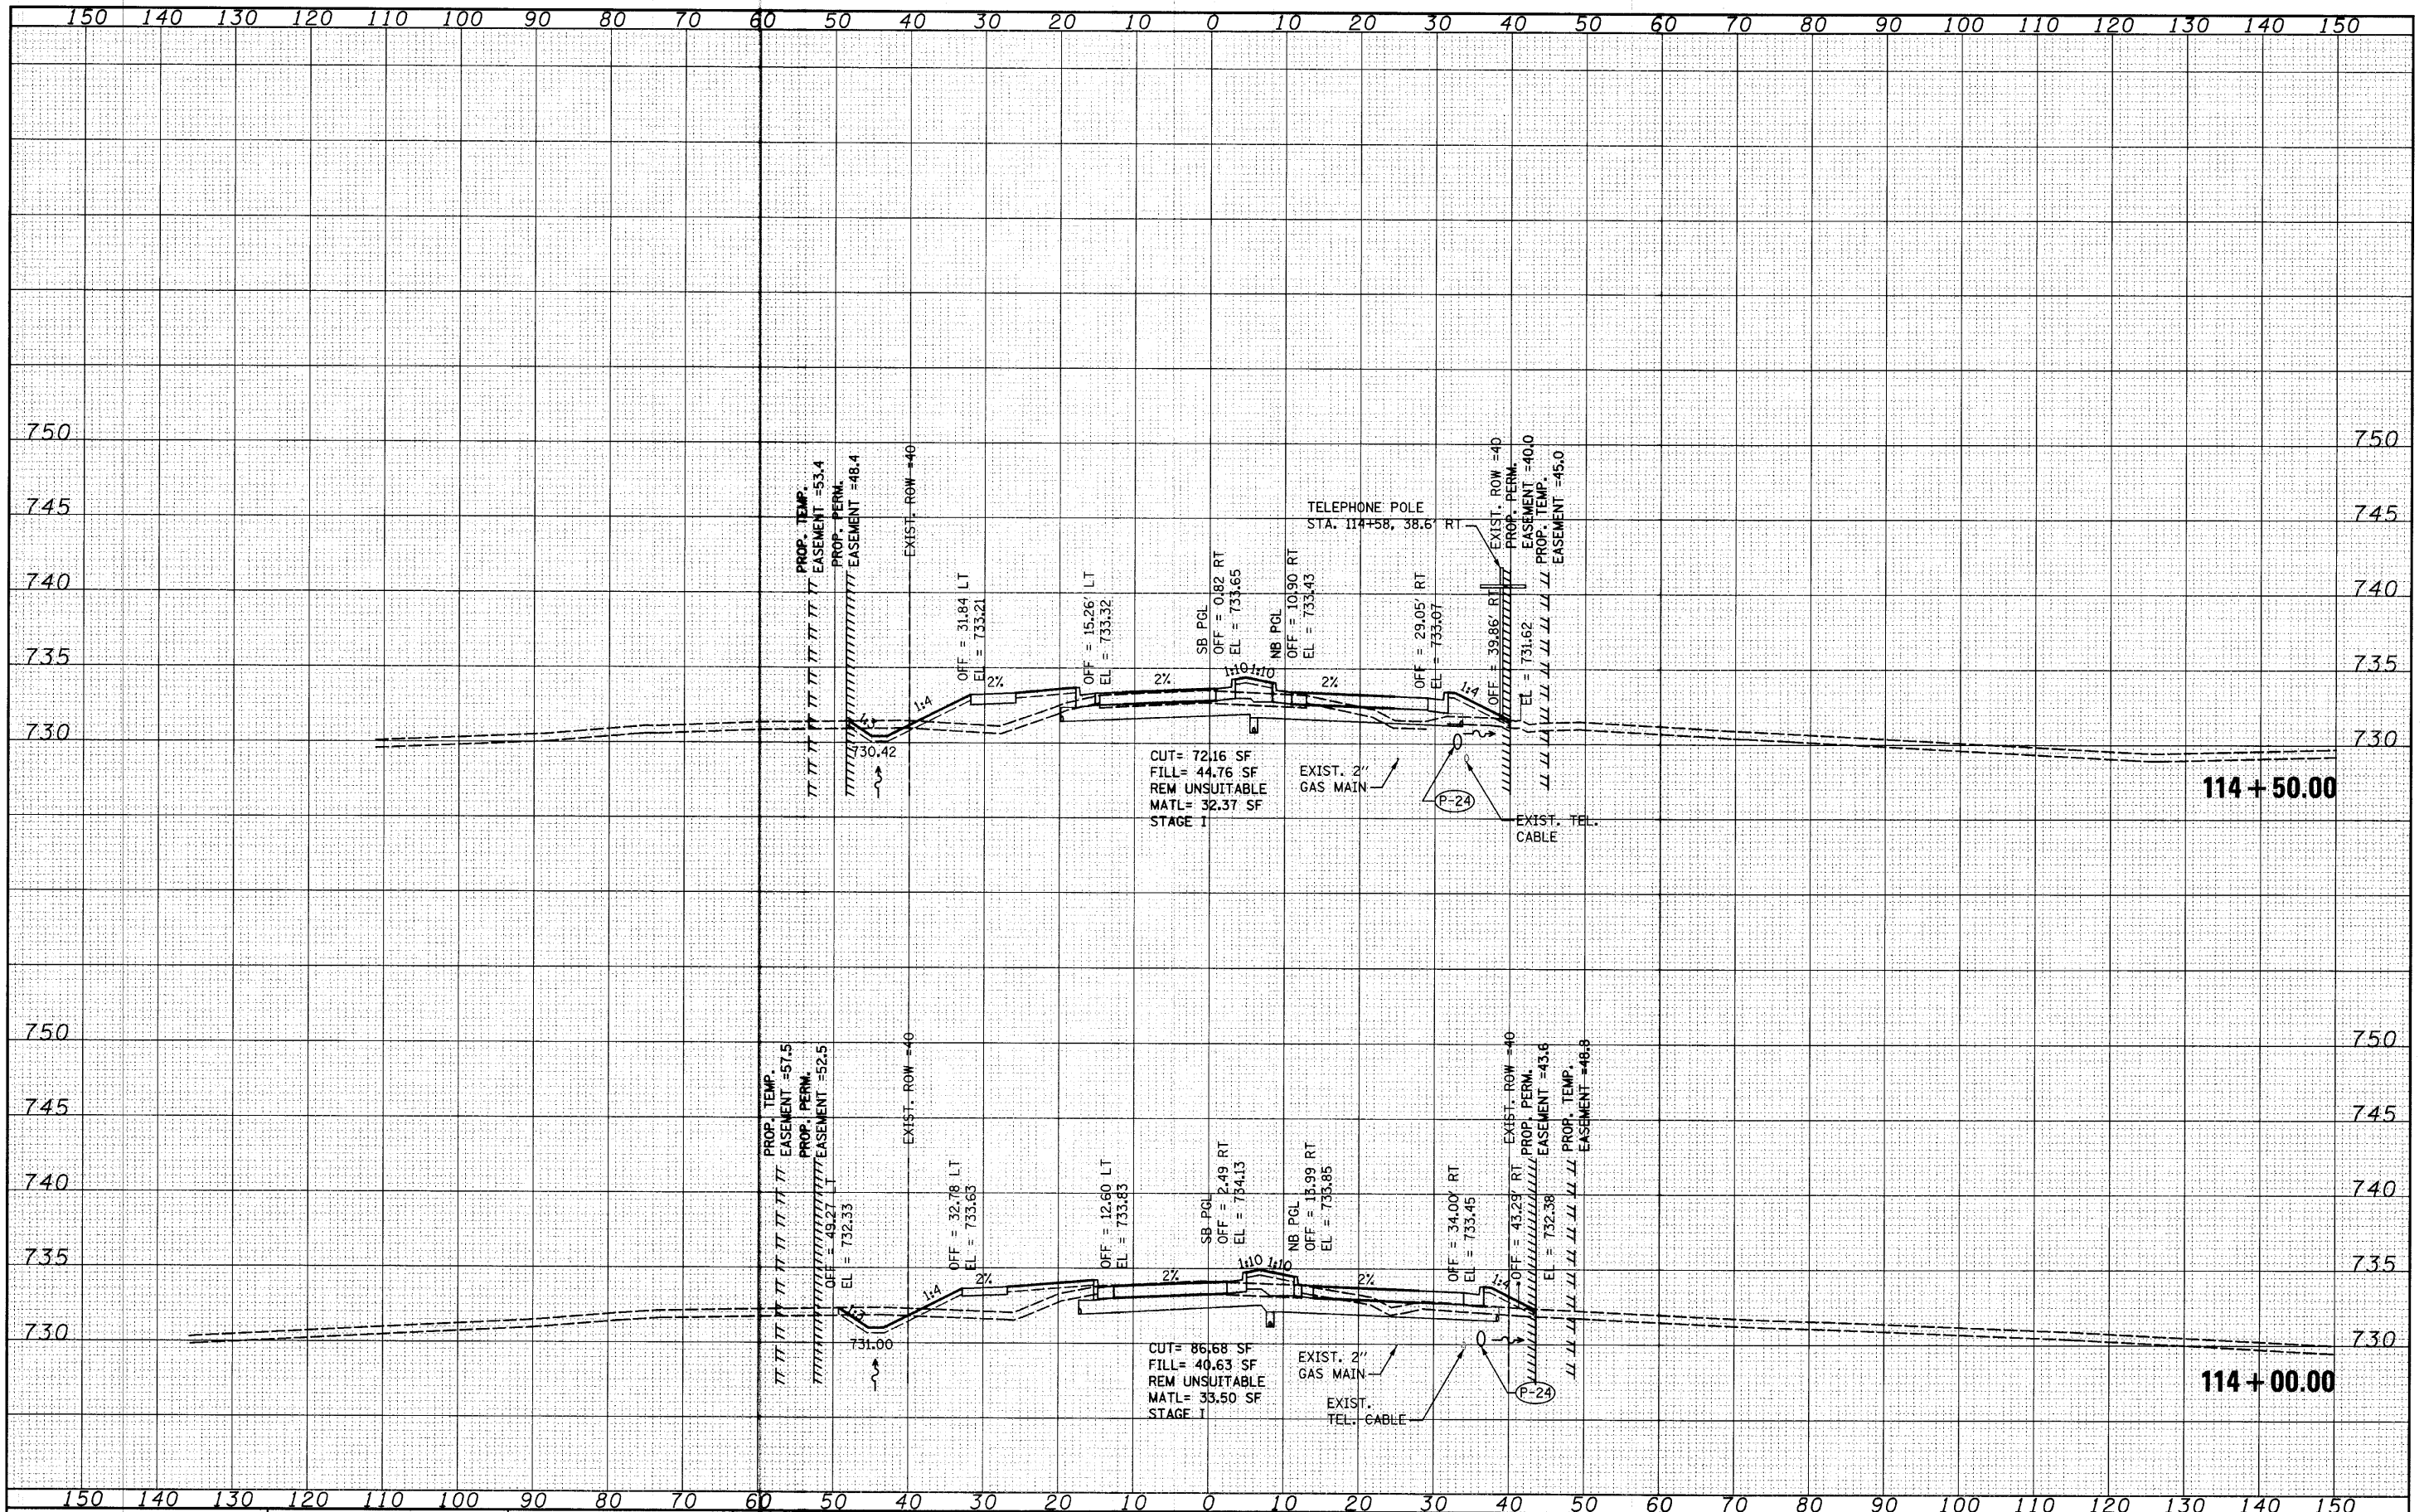 150 140 130 120 110 100 90 80 70 60 50 40 30 20 10 0 10 20 30 40 50 60 70 80 90 100 110 120 130 140 150
750
750
745
745
740
740
735
735
730
730
PROP. TEMP.
EASEMENT =53.4
PROP. PERM.
EASEMENT =48.4
EXIST. ROW =40
OFF = 31.84 LT
EL = 733.21
OFF = 15.26' LT
EL = 733.32
SB PGL
OFF = 0.82 RT
EL = 733.65
NB PGL
OFF = 10.90 RT
EL = 733.43
TELEPHONE POLE
STA. 114+58, 38.6' RT
OFF = 29.05' RT
EL = 733.07
OFF = 39.86' RT
EL = 731.62
EXIST. ROW =40
PROP. PERM.
EASEMENT =40.0
PROP. TEMP.
EASEMENT =45.0
1:3
1:4
2%
2%
1:10
1:10
2%
1:4
730.42
CUT= 72.16 SF
FILL= 44.76 SF
REM UNSUITABLE
MATL= 32.37 SF
STAGE I
EXIST. 2"
GAS MAIN
P-24
EXIST. TEL.
CABLE
114 + 50.00
750
750
745
745
740
740
735
735
730
730
PROP. TEMP.
EASEMENT =57.5
PROP. PERM.
EASEMENT =52.5
OFF = 49.27 LT
EL = 732.33
EXIST. ROW =40
OFF = 32.78 LT
EL = 733.63
OFF = 12.60 LT
EL = 733.83
SB PGL
OFF = 2.49 RT
EL = 734.13
NB PGL
OFF = 13.99 RT
EL = 733.85
OFF = 34.00' RT
EL = 733.45
OFF = 43.29' RT
EL = 732.38
EXIST. ROW =40
PROP. PERM.
EASEMENT =43.6
PROP. TEMP.
EASEMENT =48.8
1:3
1:4
2%
2%
1:10
1:10
2%
1:4
731.00
CUT= 86.68 SF
FILL= 40.63 SF
REM UNSUITABLE
MATL= 33.50 SF
STAGE I
EXIST. 2"
GAS MAIN
EXIST.
TEL. CABLE
P-24
114 + 00.00
150 140 130 120 110 100 90 80 70 60 50 40 30 20 10 0 10 20 30 40 50 60 70 80 90 100 110 120 130 140 150